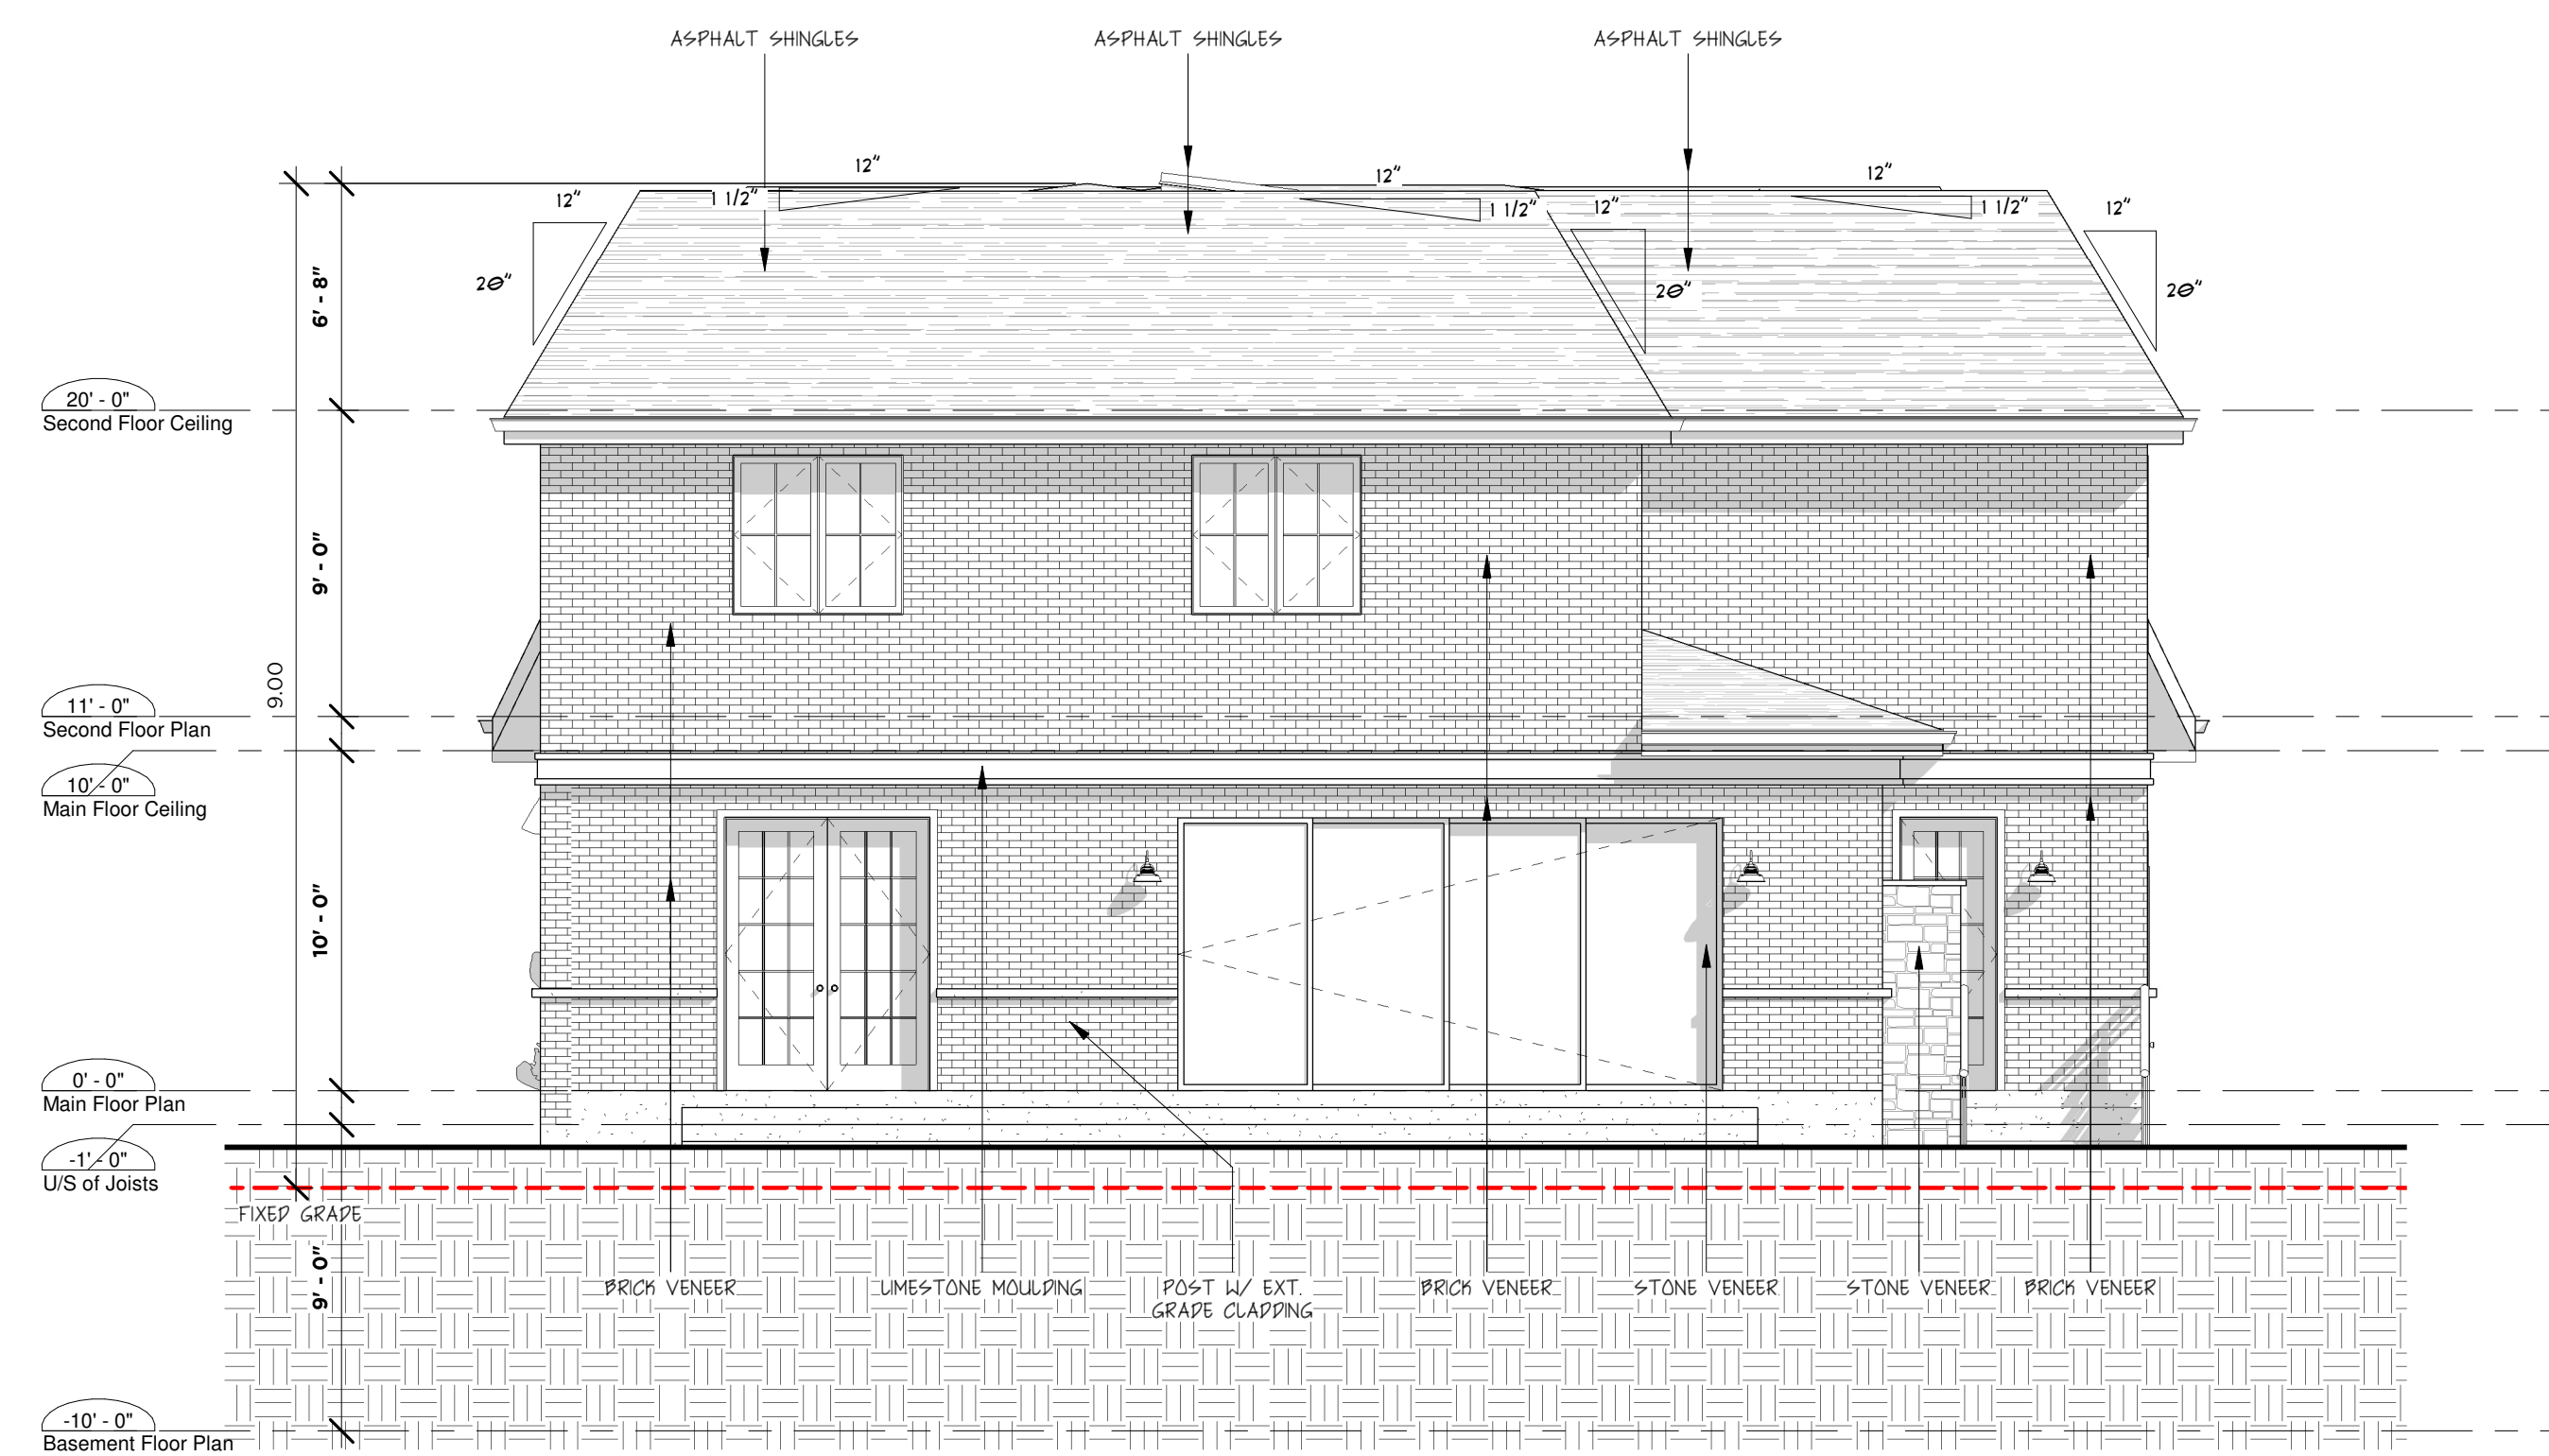 ASPHALT SHINGLES
ASPHALT SHINGLES
ASPHALT SHINGLES
12"
12"
12"
12"
1 1/2"
1 1/2"
12"
1 1/2"
12"
20"
20"
20"
6' - 8"
20' - 0"
Second Floor Ceiling
9' - 0"
9.00
11' - 0"
Second Floor Plan
10' - 0"
Main Floor Ceiling
10' - 0"
0' - 0"
Main Floor Plan
-1' - 0"
U/S of Joists
FIXED GRADE
9' - 0"
BRICK VENEER
LIMESTONE MOULDING
POST W/ EXT.
GRADE CLADDING
BRICK VENEER
STONE VENEER
STONE VENEER
BRICK VENEER
-10' - 0"
Basement Floor Plan